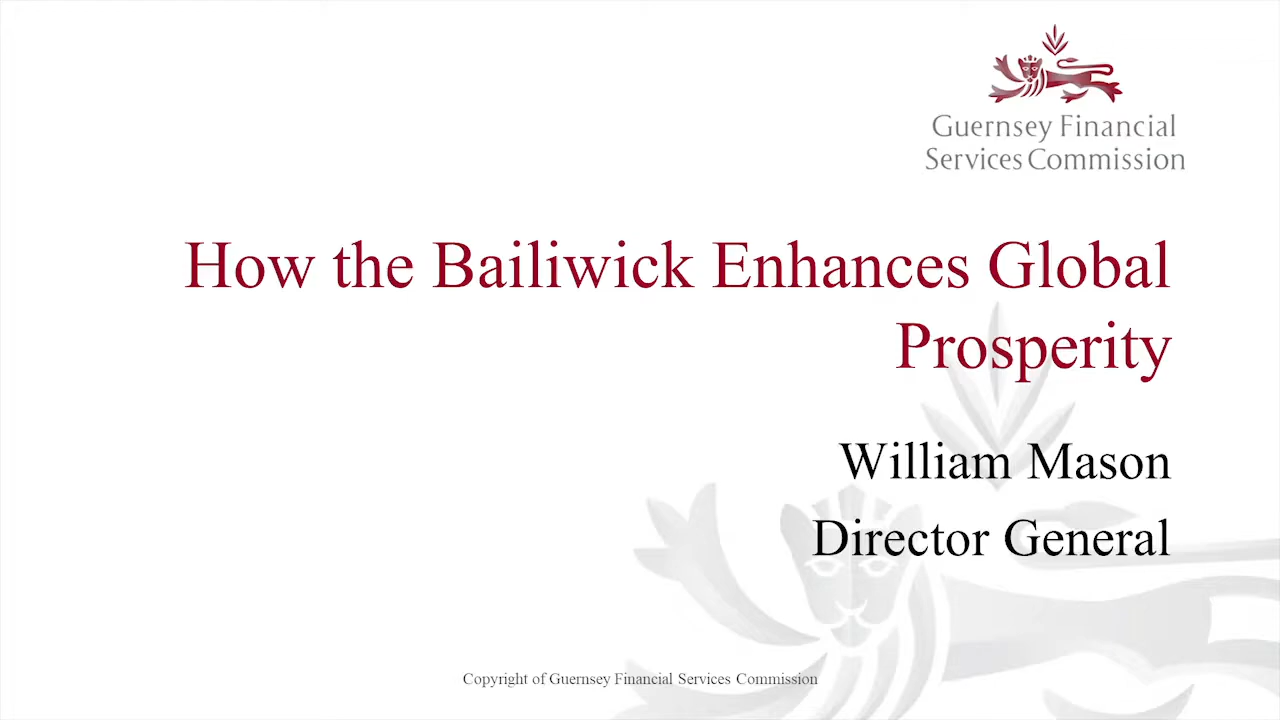 Guernsey Financial
Services Commission
How the Bailiwick Enhances Global
Prosperity
William Mason
Director General
Copyright of Guernsey Financial Services Commission